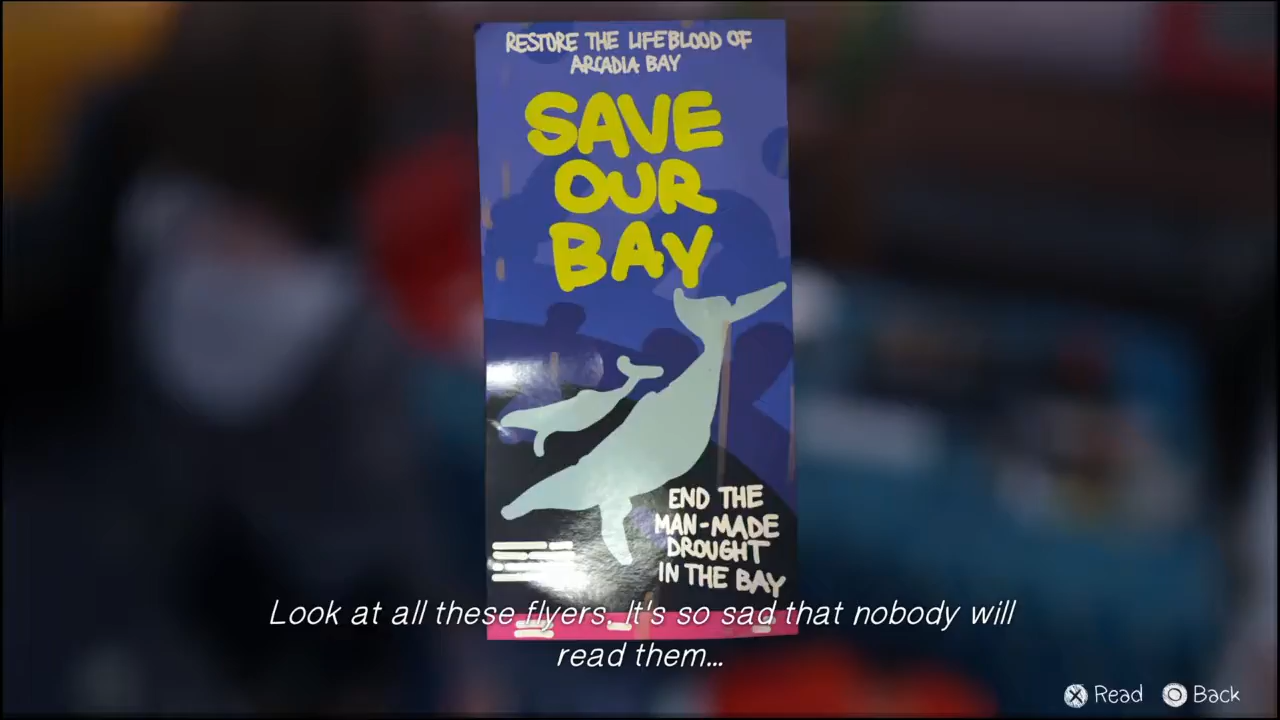 RESTORE THE LIFEBLOOD OF
ARCADIA BAY
SAVE
OUR
BAY
END THE
MAN-MADE
DROUGHT
IN THE BAY
Look at all these flyers. It's so sad that nobody will
read them...
Read Back